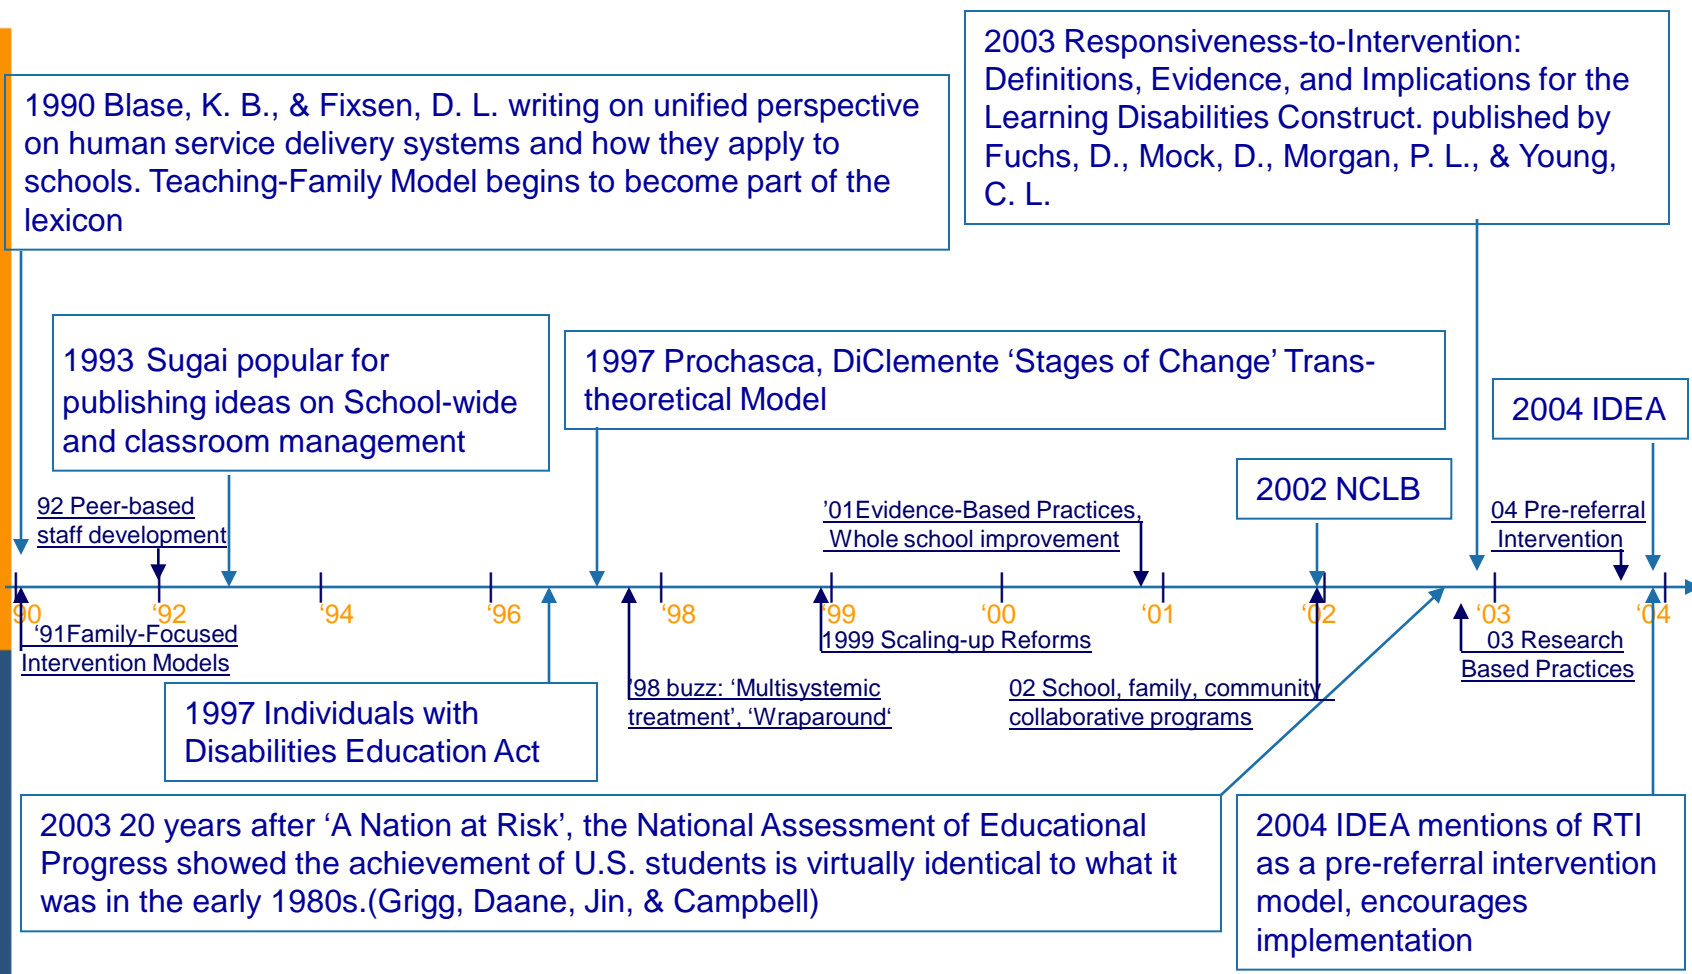 1990 Blase, K. B., & Fixsen, D. L. writing on unified perspective
on human service delivery systems and how they apply to
schools. Teaching-Family Model begins to become part of the
lexicon
2003 Responsiveness-to-Intervention:
Definitions, Evidence, and Implications for the
Learning Disabilities Construct. published by
Fuchs, D., Mock, D., Morgan, P. L., & Young,
C. L.
1993 Sugai popular for
publishing ideas on School-wide
and classroom management
1997 Prochasca, DiClemente ‘Stages of Change’ Trans-
theoretical Model
2004 IDEA
2002 NCLB
92 Peer-based
staff development
’01Evidence-Based Practices,
Whole school improvement
04 Pre-referral
Intervention
‘90
‘92
‘94
‘96
‘98
‘99
‘00
‘01
‘02
‘03
‘04
‘91Family-Focused
Intervention Models
1999 Scaling-up Reforms
03 Research
Based Practices
’98 buzz: ‘Multisystemic
treatment’, ‘Wraparound‘
02 School, family, community
collaborative programs
1997 Individuals with
Disabilities Education Act
2003 20 years after ‘A Nation at Risk’, the National Assessment of Educational
Progress showed the achievement of U.S. students is virtually identical to what it
was in the early 1980s.(Grigg, Daane, Jin, & Campbell)
2004 IDEA mentions of RTI
as a pre-referral intervention
model, encourages
implementation